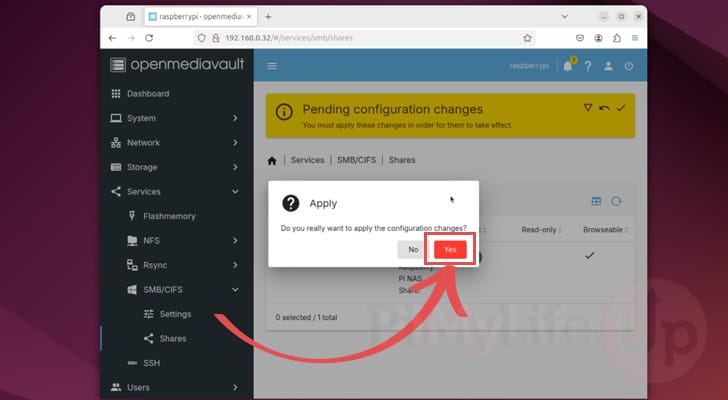 raspberrypi - openmediavault
192.168.0.32/#/services/smb/shares
openmediavault
raspberrypi
Dashboard
System
Network
Storage
Services
Flashmemory
NFS
Rsync
SMB/CIFS
Settings
Shares
SSH
Users
Pending configuration changes
You must apply these changes in order for them to take effect.
Services | SMB/CIFS | Shares
Read-only
Browseable
Apply
Do you really want to apply the configuration changes?
No
Yes
Raspberry
Pi NAS
Share!
0 selected / 1 total
PiMyLifeUp